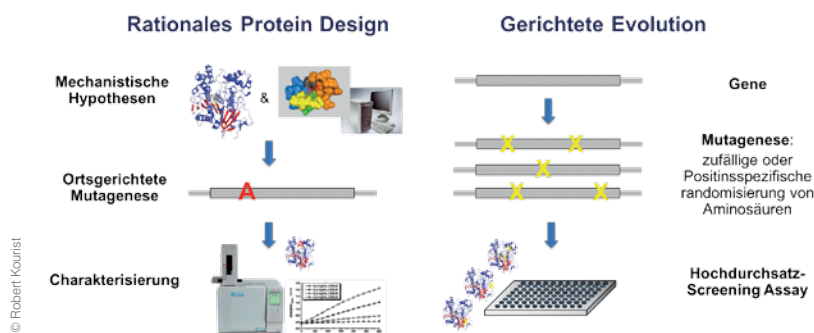 Rationales Protein Design
Gerichtete Evolution
Mechanistische
Hypothesen
&
Gene
Ortsgerichtete
Mutagenese
A
X X
X
X X
Mutagenese:
zufällige oder
Positinsspezifische
randomisierung von
Aminosäuren
Charakterisierung
Hochdurchsatz-
Screening Assay
© Robert Kourist